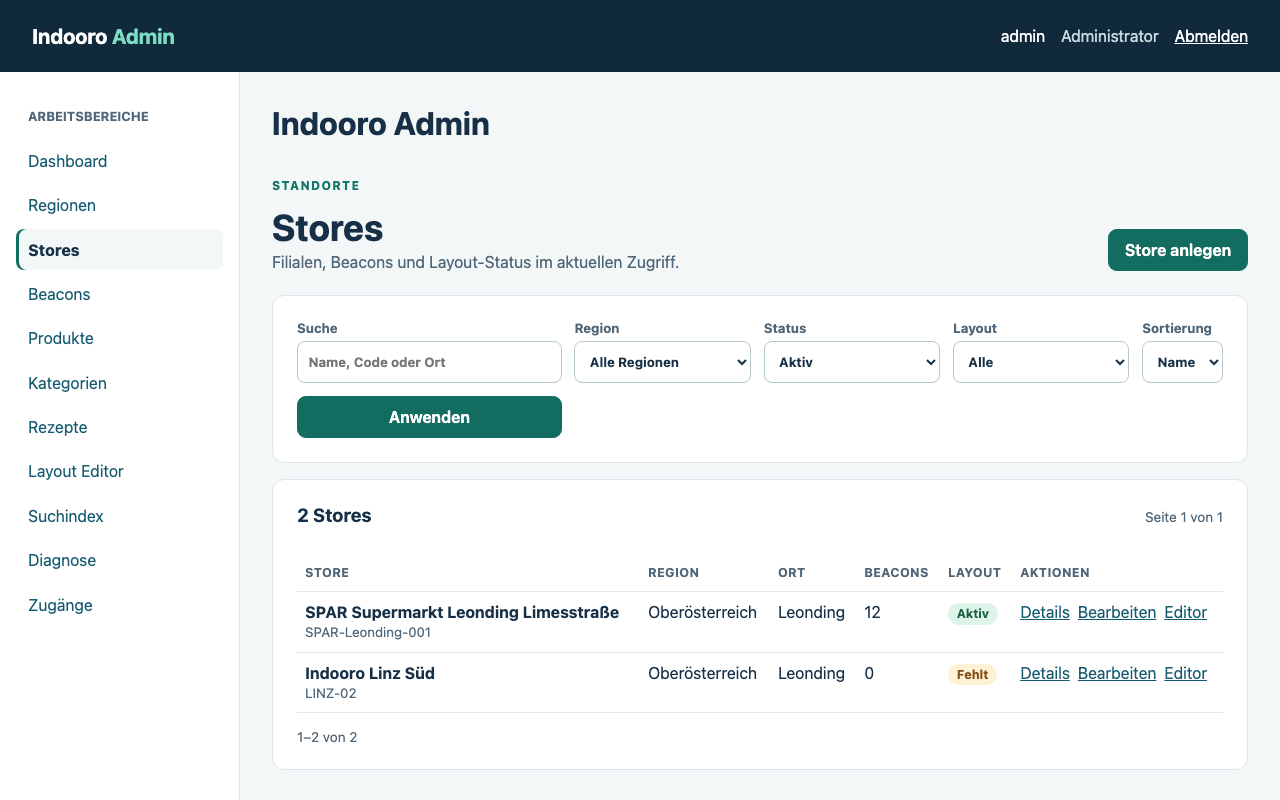 Indooro Admin
admin Administrator Abmelden
ARBEITSBEREICHE
Dashboard
Regionen
Stores
Beacons
Produkte
Kategorien
Rezepte
Layout Editor
Suchindex
Diagnose
Zugänge
Indooro Admin
STANDORTE
Stores
Filialen, Beacons und Layout-Status im aktuellen Zugriff.
Store anlegen
Suche Region Status Layout Sortierung
Name, Code oder Ort Alle Regionen Aktiv Alle Name
Anwenden
2 Stores Seite 1 von 1
STORE REGION ORT BEACONS LAYOUT AKTIONEN
SPAR Supermarkt Leonding Limesstraße Oberösterreich Leonding 12 Aktiv Details Bearbeiten Editor
SPAR-Leonding-001
Indooro Linz Süd Oberösterreich Leonding 0 Fehlt Details Bearbeiten Editor
LINZ-02
1–2 von 2